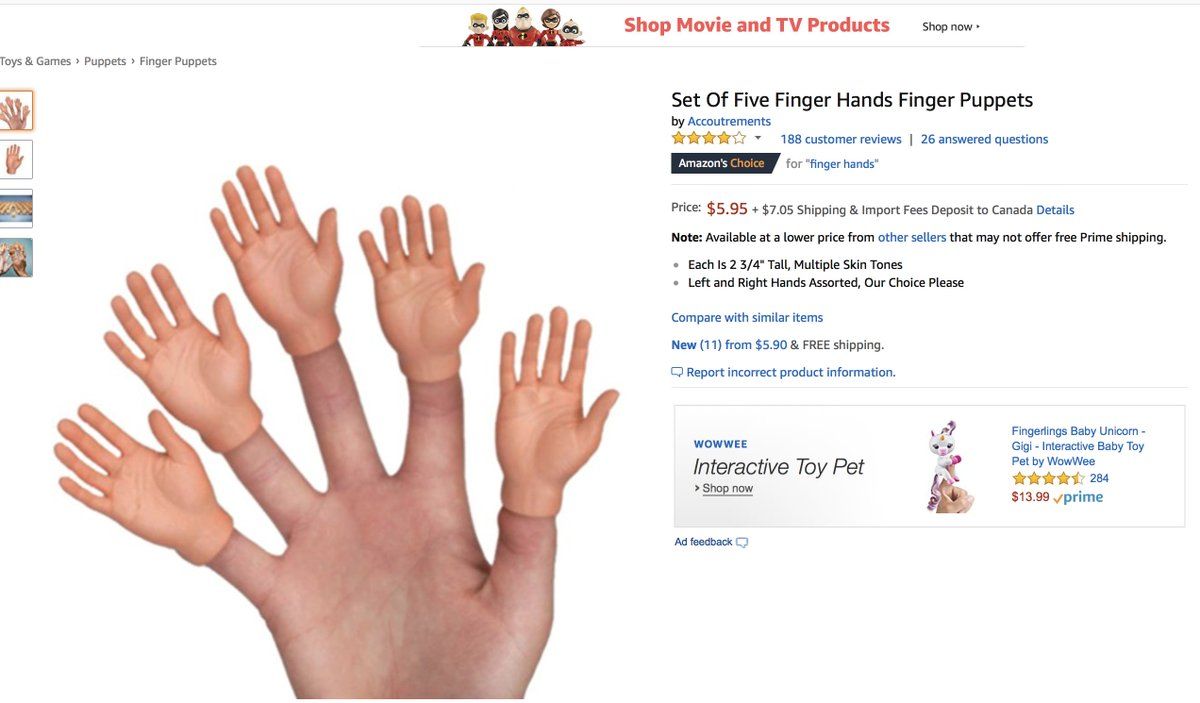 Shop Movie and TV Products
Shop now ▸
Toys & Games › Puppets › Finger Puppets
Set Of Five Finger Hands Finger Puppets
by Accoutrements
188 customer reviews | 26 answered questions
Amazon's Choice for "finger hands"
Price: $5.95 + $7.05 Shipping & Import Fees Deposit to Canada Details
Note: Available at a lower price from other sellers that may not offer free Prime shipping.
Each Is 2 3/4" Tall, Multiple Skin Tones
Left and Right Hands Assorted, Our Choice Please
Compare with similar items
New (11) from $5.90 & FREE shipping.
Report incorrect product information.
WOWWEE
Interactive Toy Pet
› Shop now
Fingerlings Baby Unicorn -
Gigi - Interactive Baby Toy
Pet by WowWee
284
$13.99 prime
Ad feedback